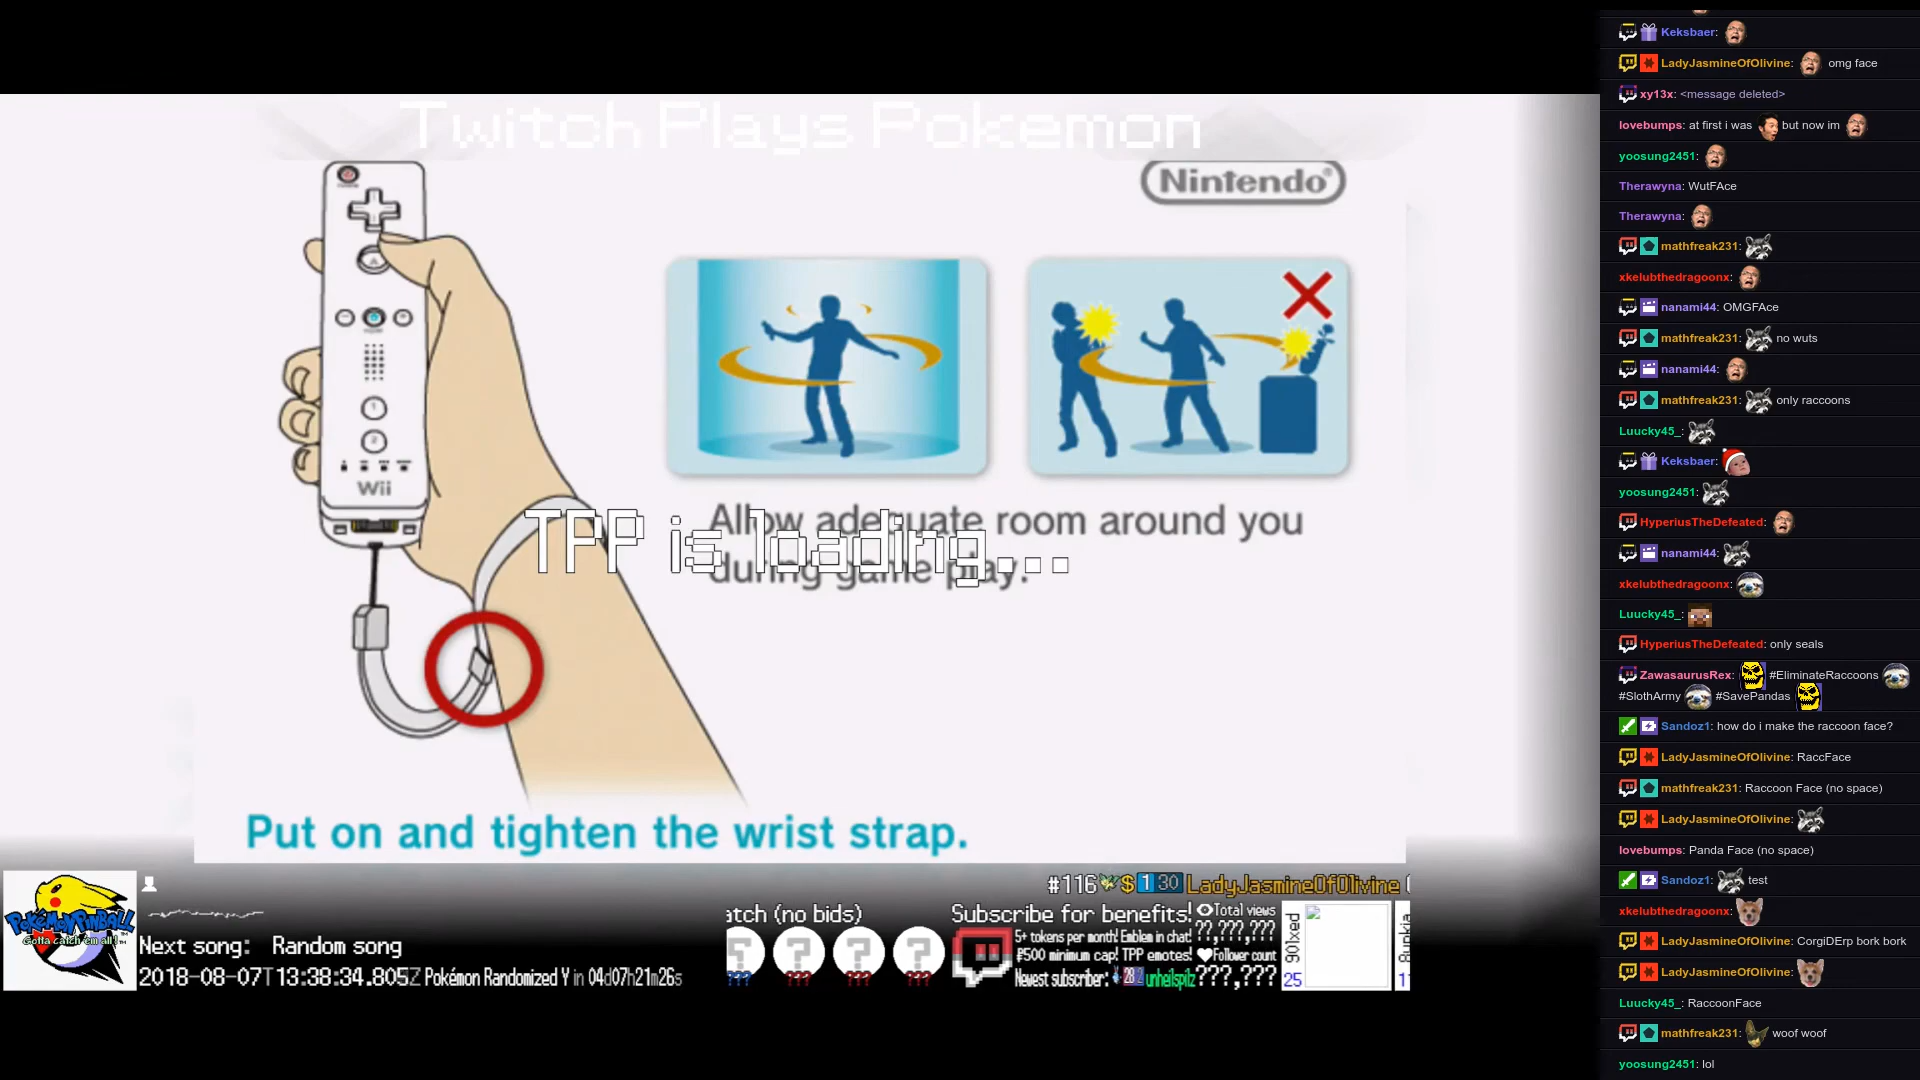 Twitch Plays Pokemon
Nintendo®
Wii
Allow adequate room around you
during game play.
TPP is loading...
Put on and tighten the wrist strap.
#116 $130 LadyJasmineOfOlivine
Pokémon Pinball
Gotta catch 'em all!
Next song: Random song
2018-08-07T13:38:34.805Z Pokémon Randomized Y in 04d07h21m26s
atch (no bids)
? ? ? ?
??? ??? ??? ???
Subscribe for benefits!
5+ tokens per month! Emblem in chat!
₽500 minimum cap! TPP emotes!
Newest subscriber: 282 unheilspilz
Total views
??,???,???
Follower count
???,???
901xed
25
Keksbaer:
LadyJasmineOfOlivine: omg face
xy13x: <message deleted>
lovebumps: at first i was but now im
yoosung2451:
Therawyna: WutFAce
Therawyna:
mathfreak231:
xkelubthedragoonx:
nanami44: OMGFAce
mathfreak231: no wuts
nanami44:
mathfreak231: only raccoons
Luucky45_:
Keksbaer:
yoosung2451:
HyperiusTheDefeated:
nanami44:
xkelubthedragoonx:
Luucky45_:
HyperiusTheDefeated: only seals
ZawasaurusRex: #EliminateRaccoons
#SlothArmy #SavePandas
Sandoz1: how do i make the raccoon face?
LadyJasmineOfOlivine: RaccFace
mathfreak231: Raccoon Face (no space)
LadyJasmineOfOlivine:
lovebumps: Panda Face (no space)
Sandoz1: test
xkelubthedragoonx:
LadyJasmineOfOlivine: CorgiDErp bork bork
LadyJasmineOfOlivine:
Luucky45_: RaccoonFace
mathfreak231: woof woof
yoosung2451: lol